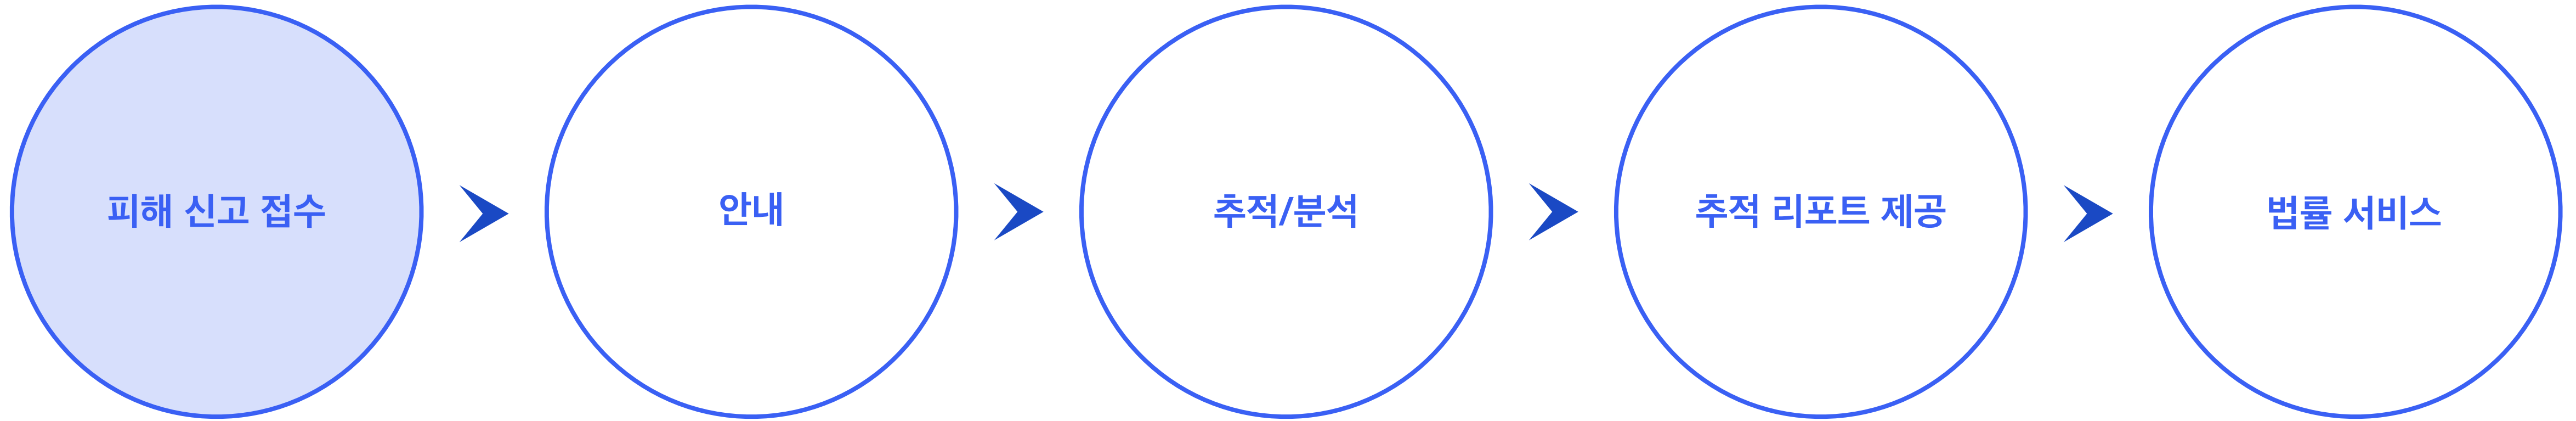 피해 신고 접수
안내
추적/분석
추적 리포트 제공
법률 서비스